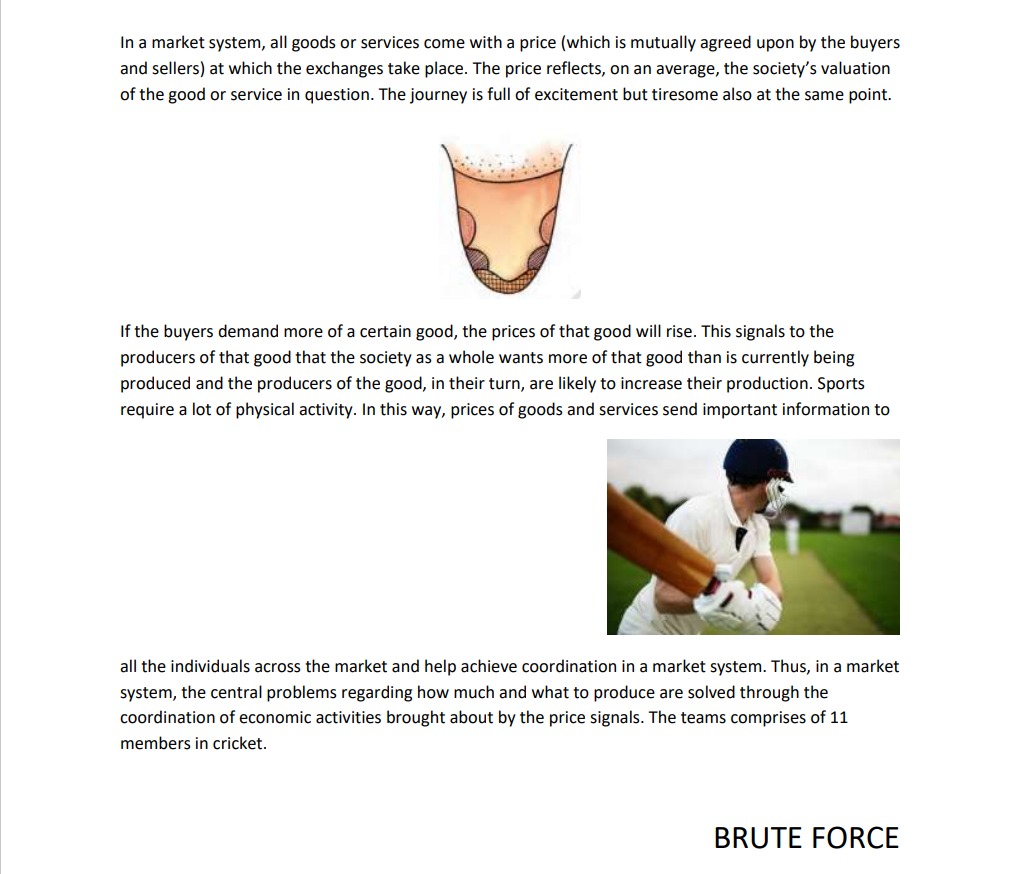 In a market system, all goods or services come with a price (which is mutually agreed upon by the buyers
and sellers) at which the exchanges take place. The price reflects, on an average, the society’s valuation
of the good or service in question. The journey is full of excitement but tiresome also at the same point.
If the buyers demand more of a certain good, the prices of that good will rise. This signals to the
producers of that good that the society as a whole wants more of that good than is currently being
produced and the producers of the good, in their turn, are likely to increase their production. Sports
require a lot of physical activity. In this way, prices of goods and services send important information to
all the individuals across the market and help achieve coordination in a market system. Thus, in a market
system, the central problems regarding how much and what to produce are solved through the
coordination of economic activities brought about by the price signals. The teams comprises of 11
members in cricket.
BRUTE FORCE